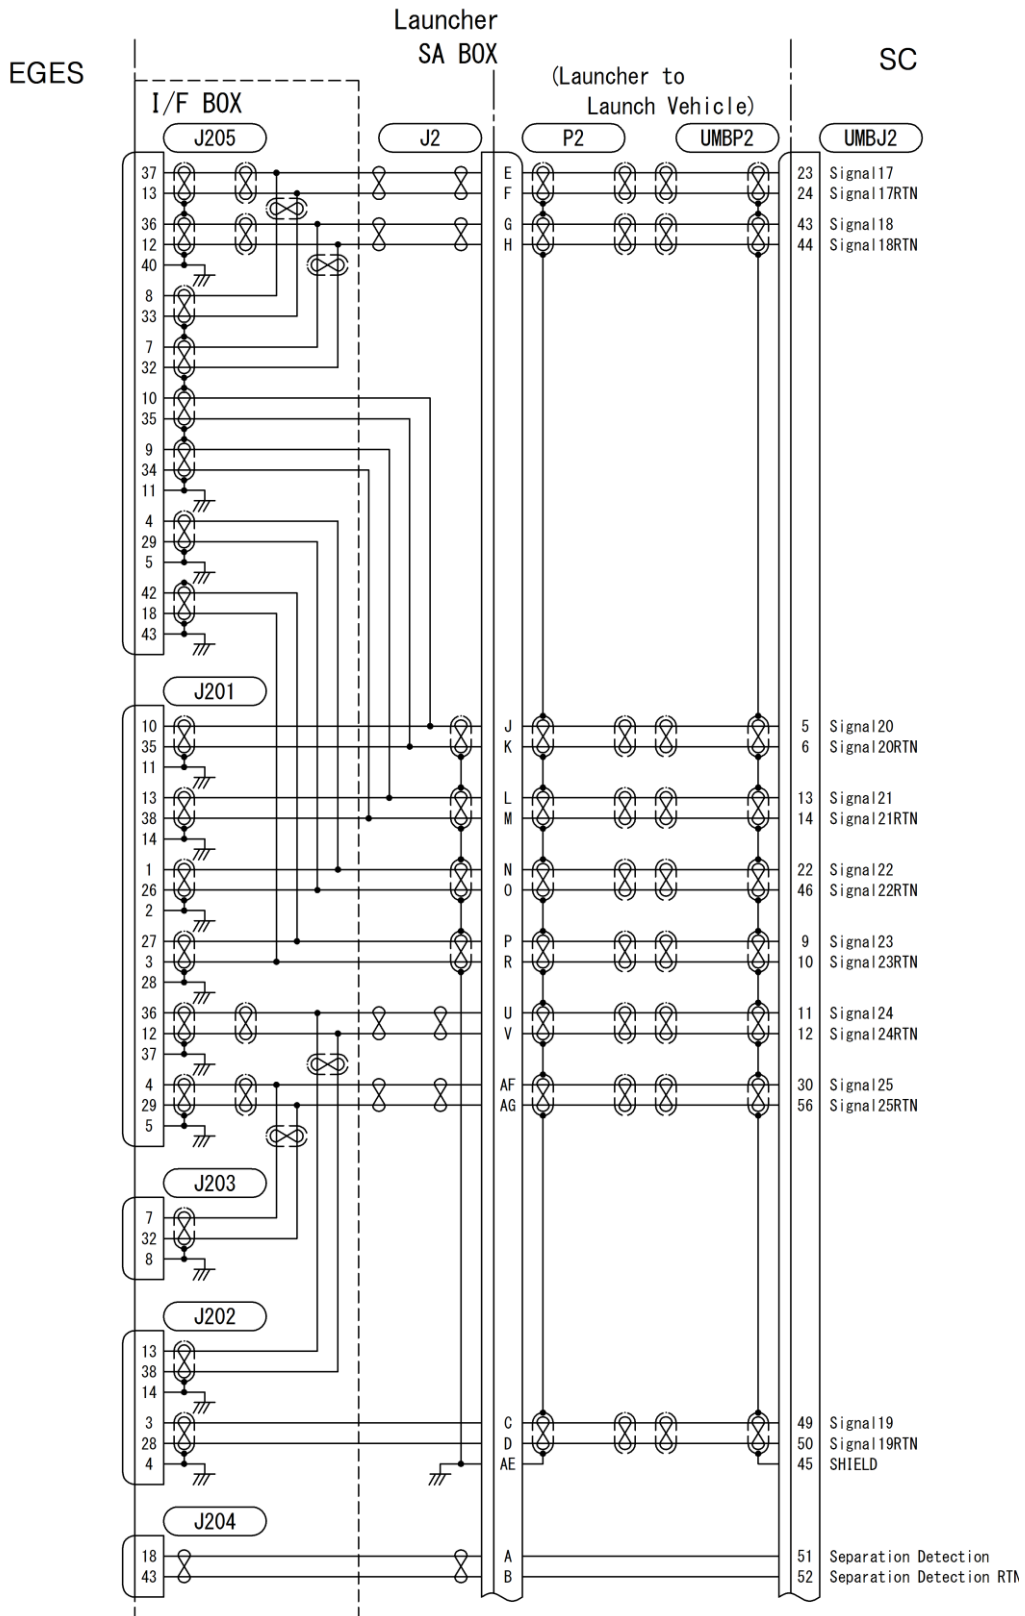 Launcher
SA BOX
EGES
SC
(Launcher to
Launch Vehicle)
I/F BOX
J205 J2 P2 UMBP2 UMBJ2
37 E 23 Signal17
13 F 24 Signal17RTN
36 G 43 Signal18
12 H 44 Signal18RTN
40
8
33
7
32
10
35
9
34
11
4
29
5
42
18
43
J201
10 J 5 Signal20
35 K 6 Signal20RTN
11
13 L 13 Signal21
38 M 14 Signal21RTN
14
1 N 22 Signal22
26 O 46 Signal22RTN
2
27 P 9 Signal23
3 R 10 Signal23RTN
28
36 U 11 Signal24
12 V 12 Signal24RTN
37
4 AF 30 Signal25
29 AG 56 Signal25RTN
5
J203
7
32
8
J202
13
38
14
3 C 49 Signal19
28 D 50 Signal19RTN
4 AE 45 SHIELD
J204
18 A 51 Separation Detection
43 B 52 Separation Detection RTN